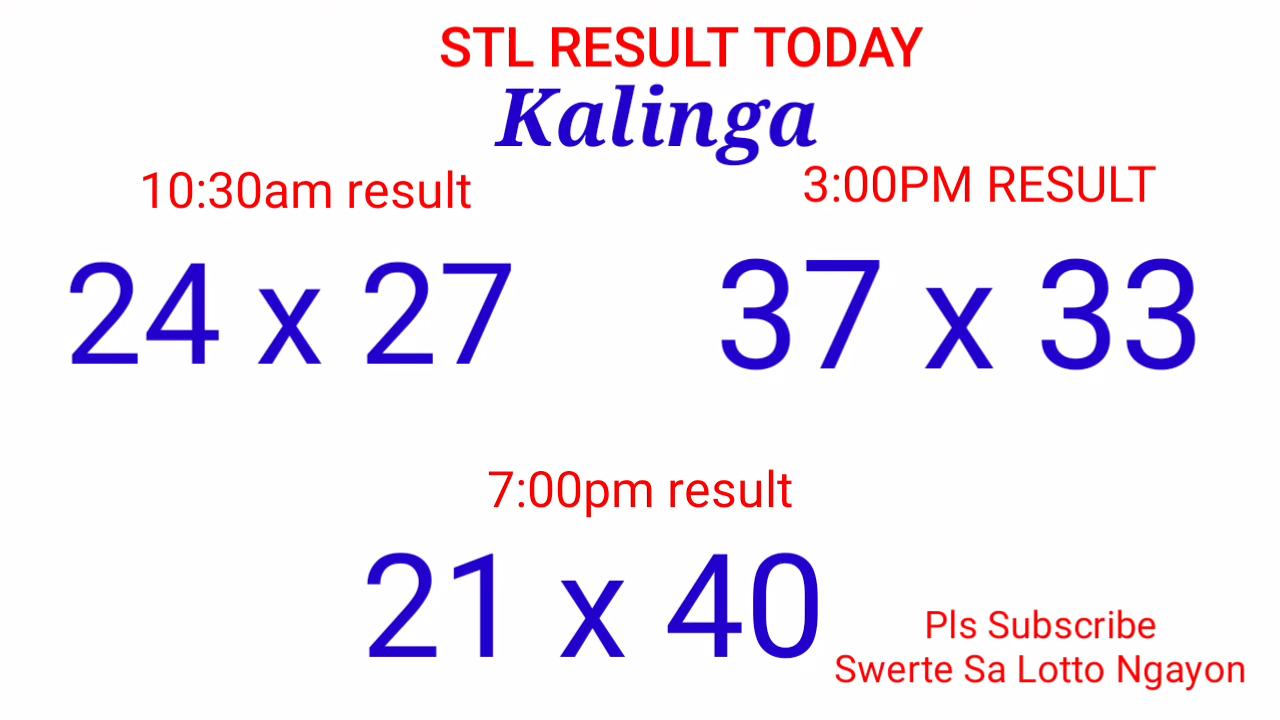 STL RESULT TODAY
Kalinga
10:30am result
24 x 27
3:00PM RESULT
37 x 33
7:00pm result
21 x 40
Pls Subscribe
Swerte Sa Lotto Ngayon